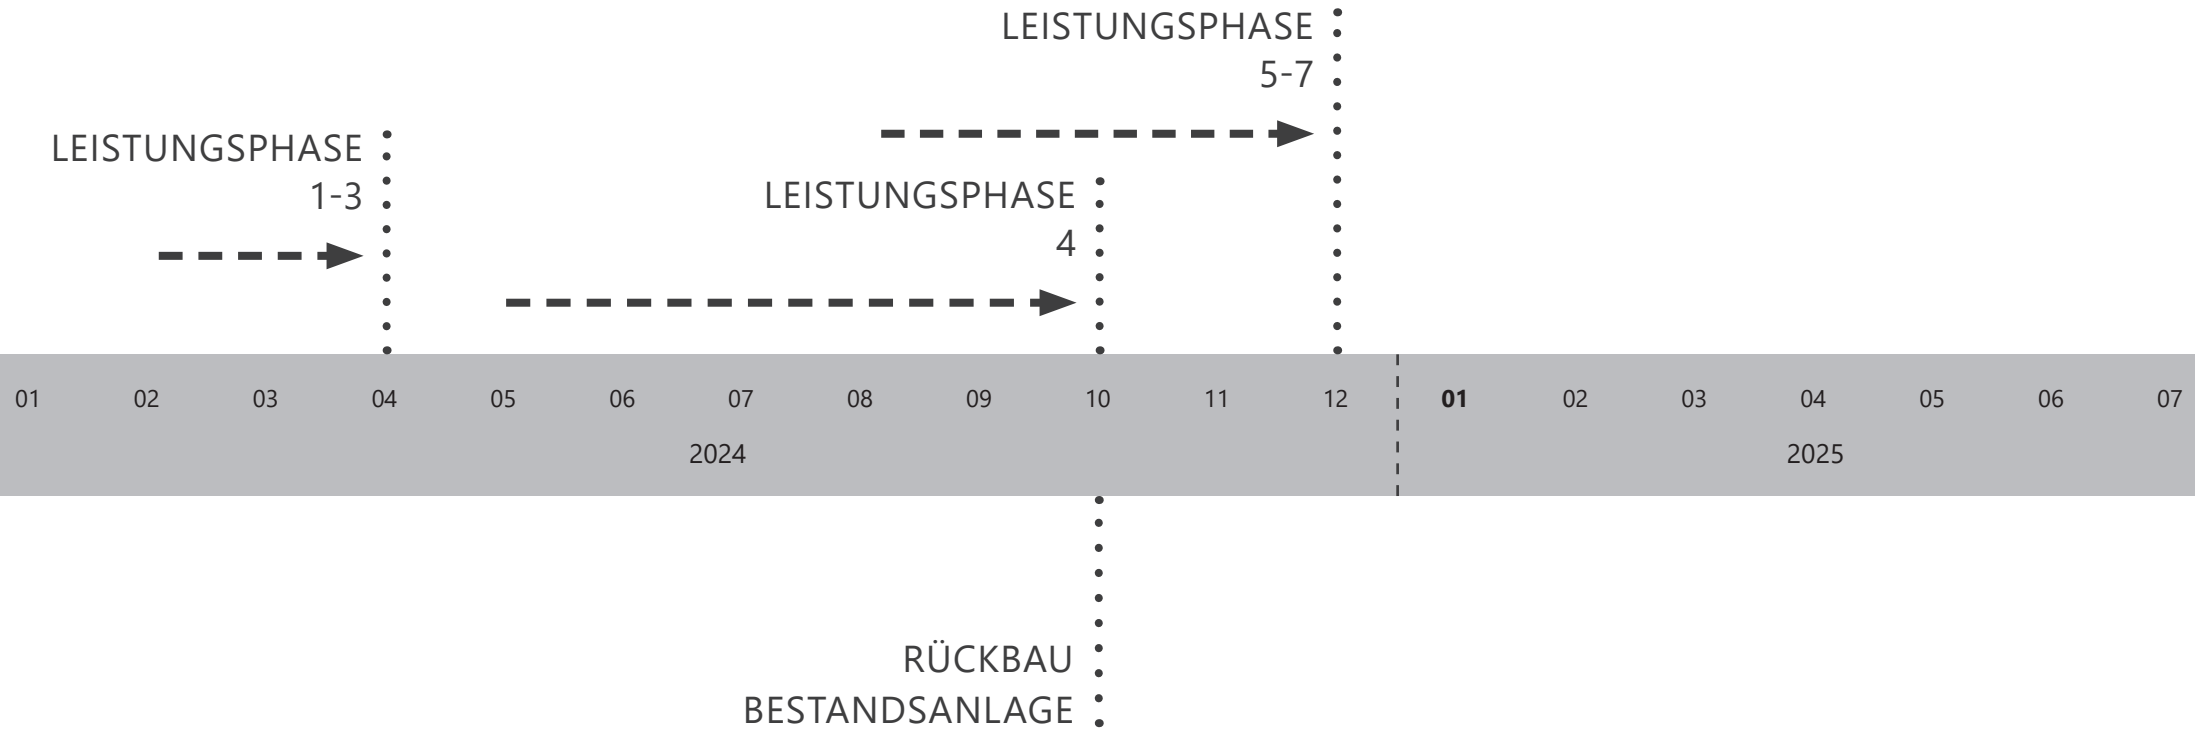 LEISTUNGSPHASE
5-7
LEISTUNGSPHASE
1-3
LEISTUNGSPHASE
4
01 02 03 04 05 06 07 08 09 10 11 12 01 02 03 04 05 06 07
2024 2025
RÜCKBAU
BESTANDSANLAGE